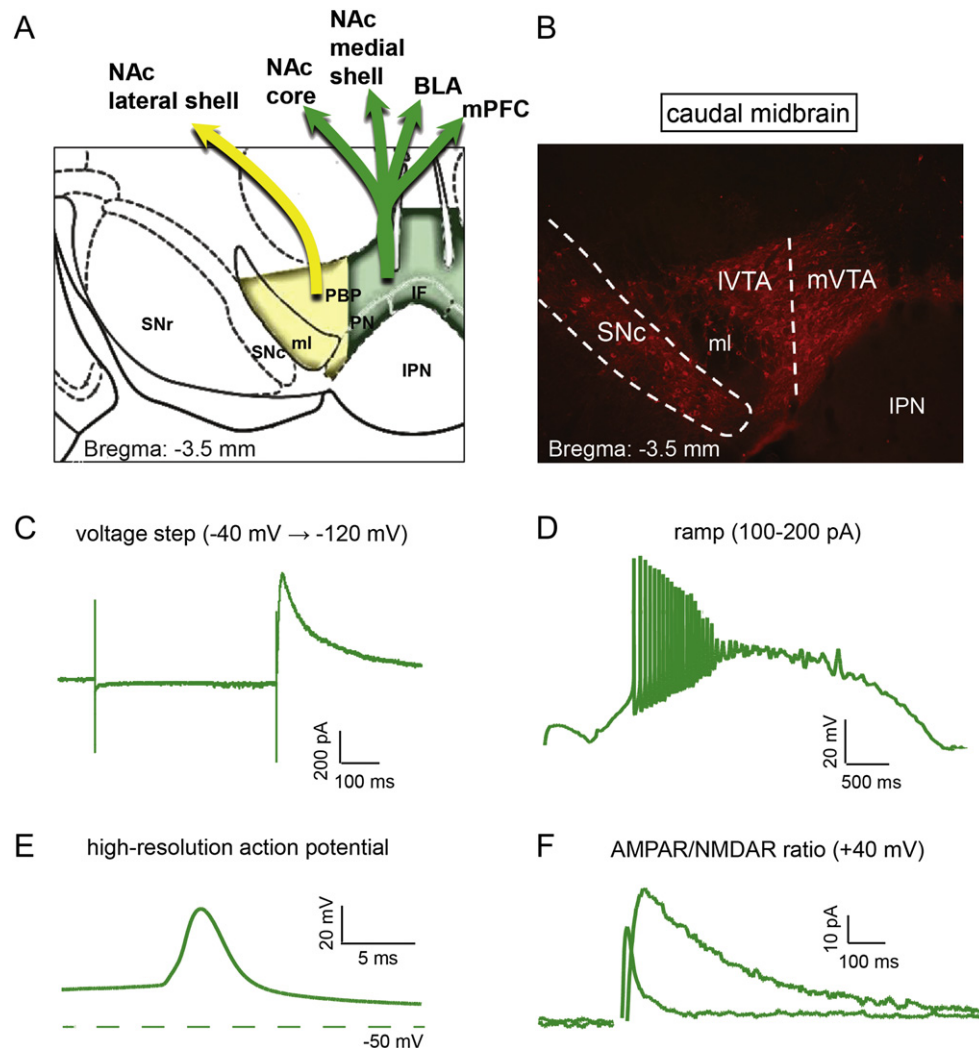 A
NAc
lateral shell
NAc
core
NAc
medial
shell
BLA
mPFC
SNr
SNc
ml
PBP
PN
IF
IPN
Bregma: -3.5 mm
B
caudal midbrain
lVTA
mVTA
SNc
ml
IPN
Bregma: -3.5 mm
C
voltage step (-40 mV → -120 mV)
200 pA
100 ms
D
ramp (100-200 pA)
20 mV
500 ms
E
high-resolution action potential
20 mV
5 ms
-50 mV
F
AMPAR/NMDAR ratio (+40 mV)
10 pA
100 ms